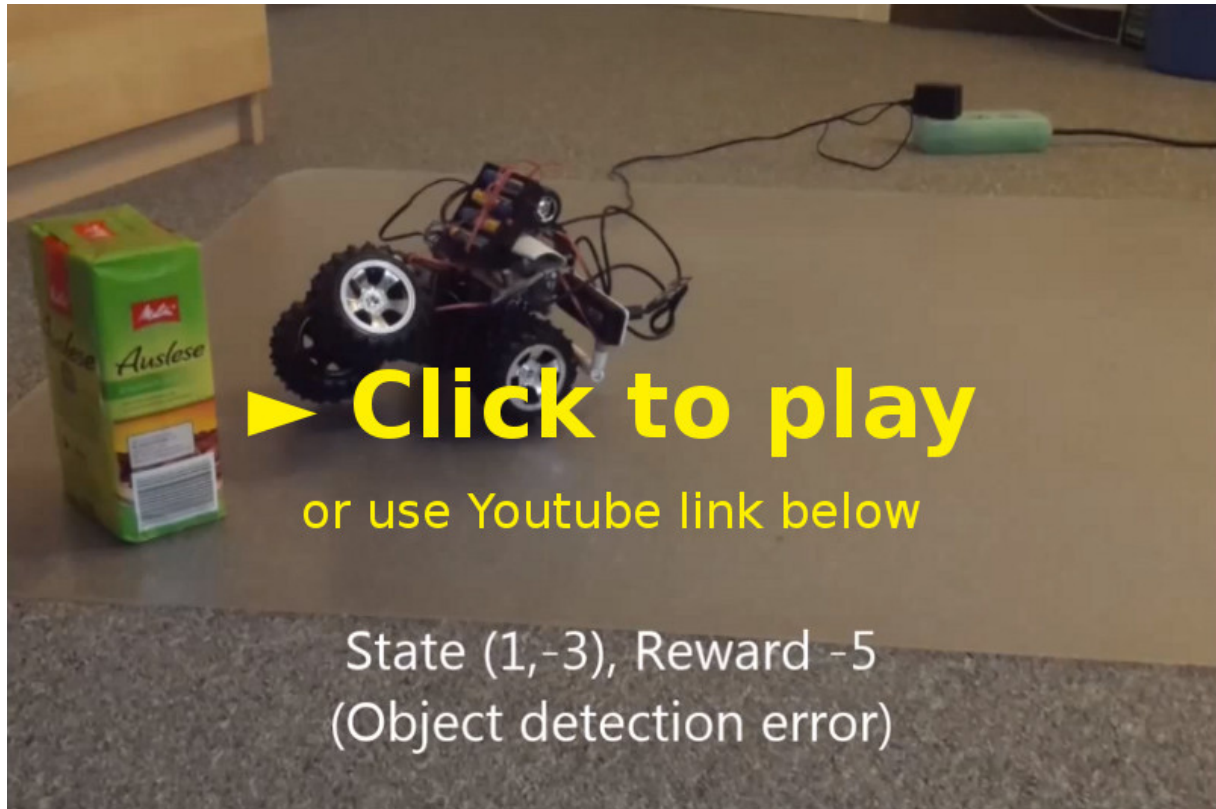 Melitta
Auslese
► Click to play
or use Youtube link below
State (1,-3), Reward -5
(Object detection error)